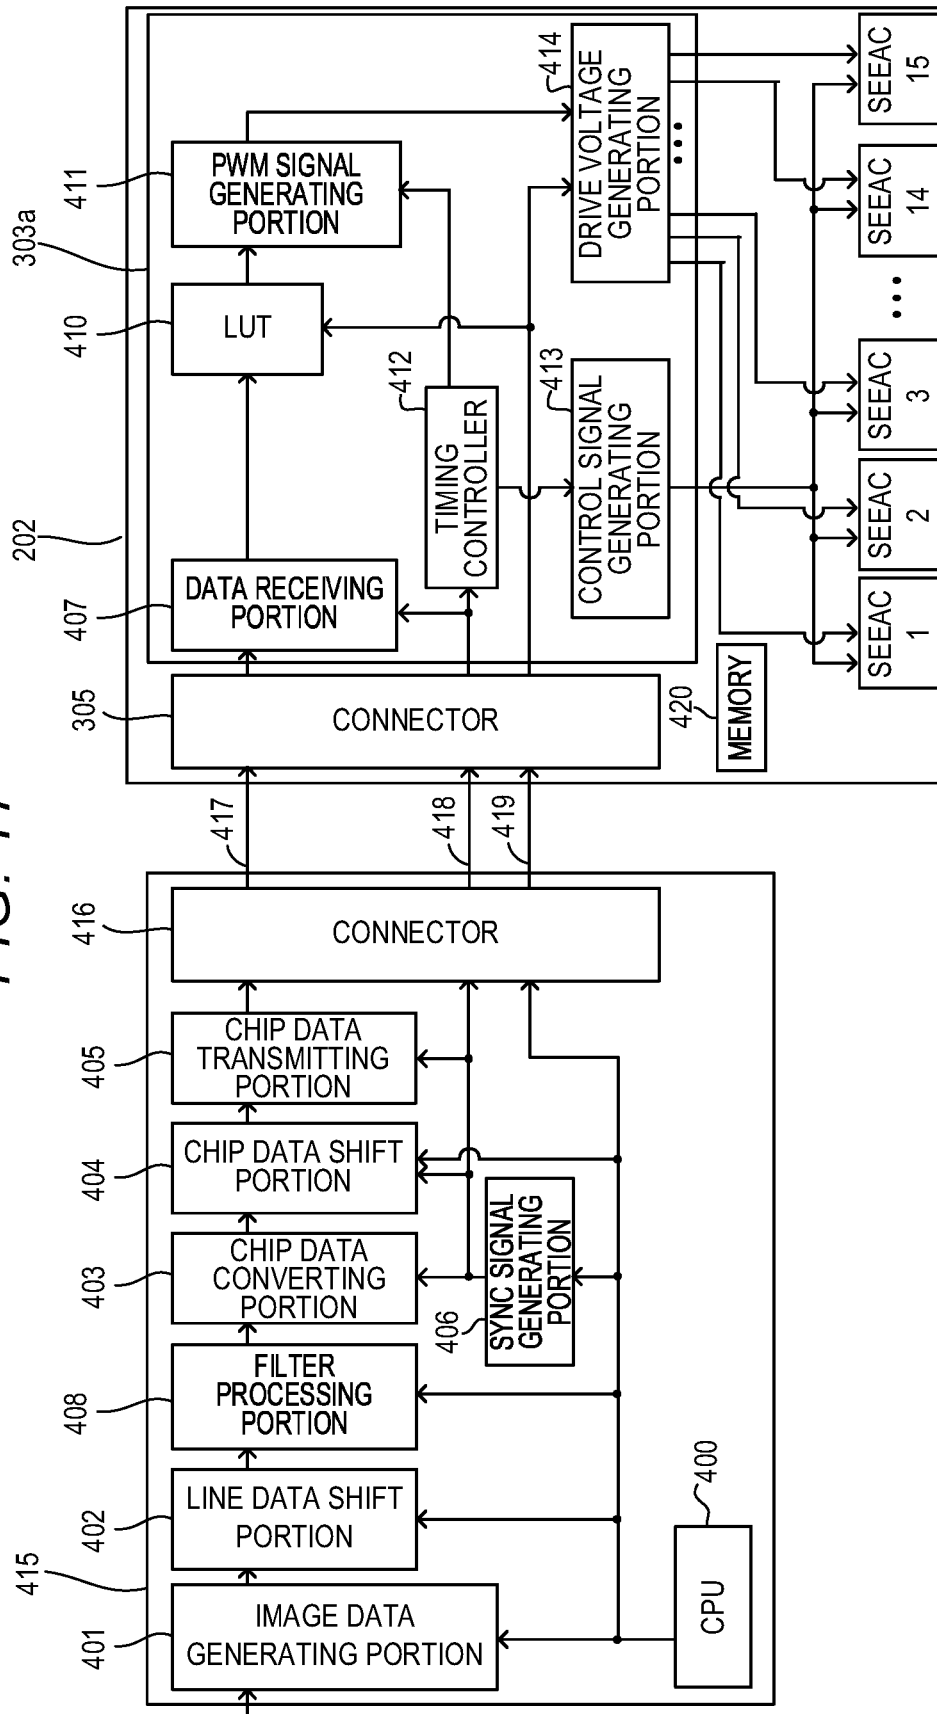 FIG.
415
401
IMAGE DATA
GENERATING PORTION
402
LINE DATA SHIFT
PORTION
408
FILTER
PROCESSING
PORTION
403
CHIP DATA
CONVERTING
PORTION
404
CHIP DATA SHIFT
PORTION
405
CHIP DATA
TRANSMITTING
PORTION
416
CONNECTOR
406
SYNC SIGNAL
GENERATING
PORTION
400
CPU
417
418
419
202
303a
305
CONNECTOR
407
DATA RECEIVING
PORTION
410
LUT
411
PWM SIGNAL
GENERATING
PORTION
412
TIMING
CONTROLLER
413
CONTROL SIGNAL
GENERATING
PORTION
414
DRIVE VOLTAGE
GENERATING
PORTION
...
420
MEMORY
SEEAC
1
SEEAC
2
SEEAC
3
...
SEEAC
14
SEEAC
15